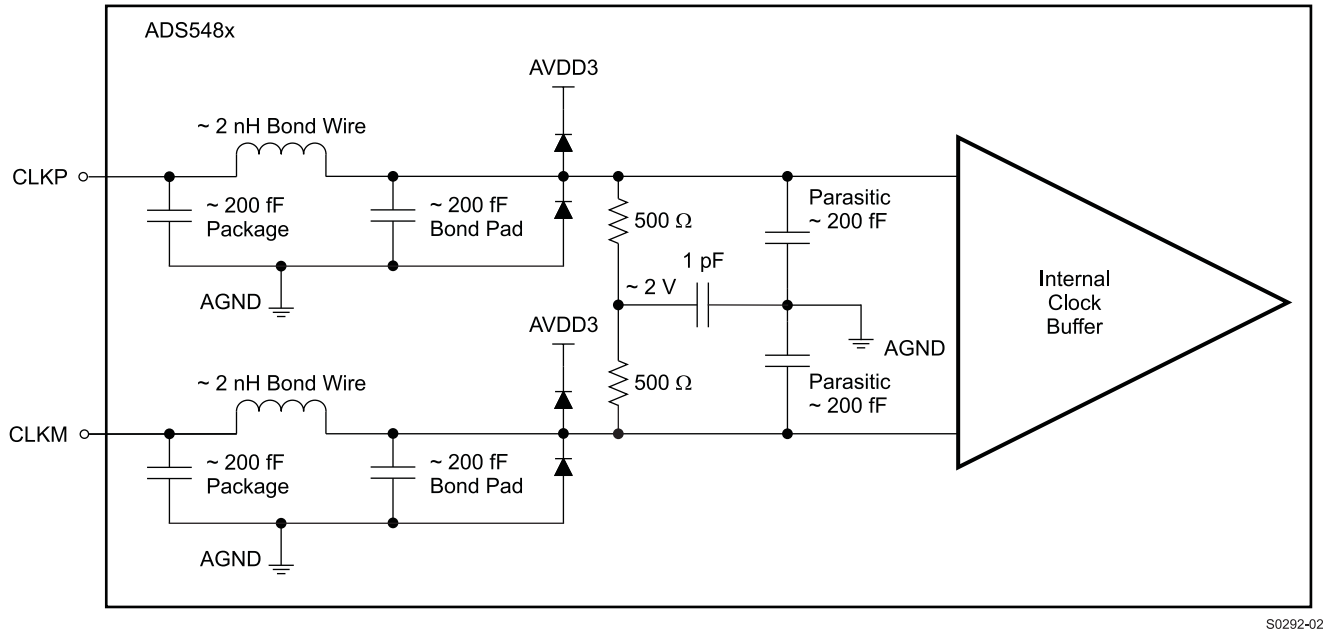 ADS548x
AVDD3
~ 2 nH Bond Wire
CLKP
~ 200 fF
Package
~ 200 fF
Bond Pad
500 Ω
Parasitic
~ 200 fF
1 pF
~ 2 V
AGND
Internal
Clock
Buffer
AVDD3
AGND
~ 2 nH Bond Wire
500 Ω
Parasitic
~ 200 fF
CLKM
~ 200 fF
Package
~ 200 fF
Bond Pad
AGND
S0292-02